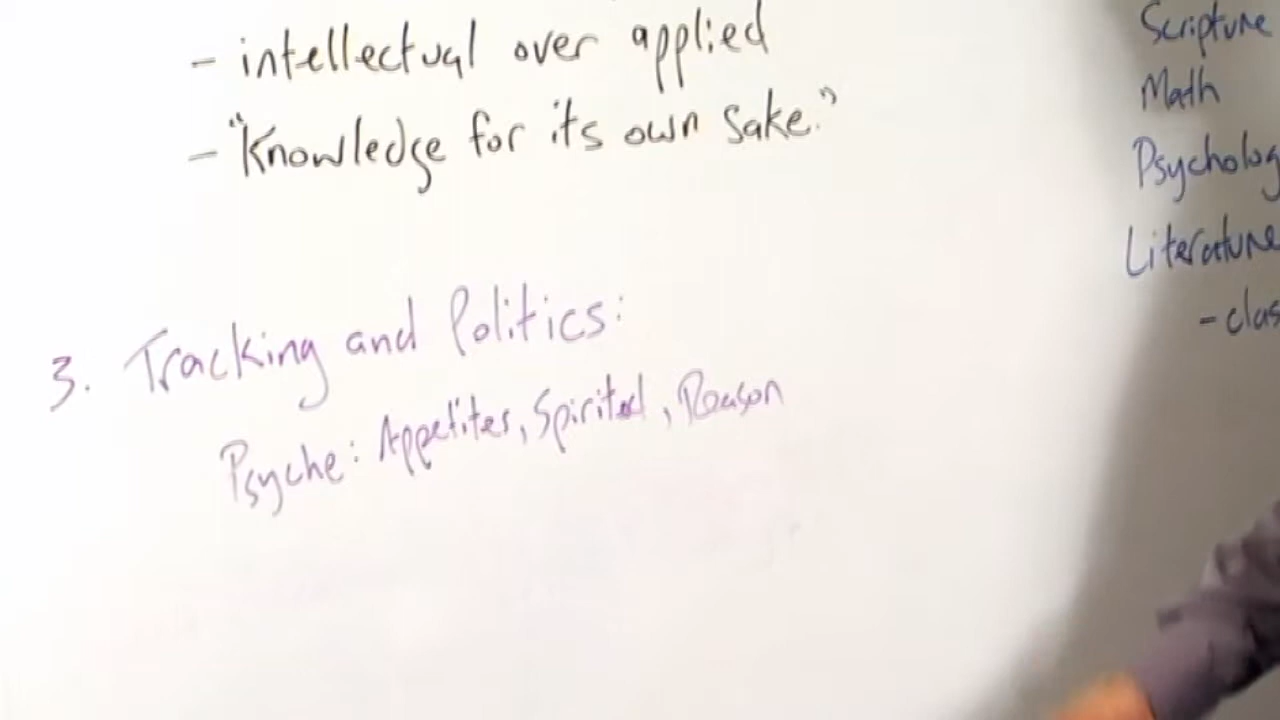 - intellectual over applied
- "Knowledge for its own sake."
3. Tracking and Politics:
Psyche: Appetites, Spirited, Reason
Scripture
Math
Psycholog
Literature
- clas